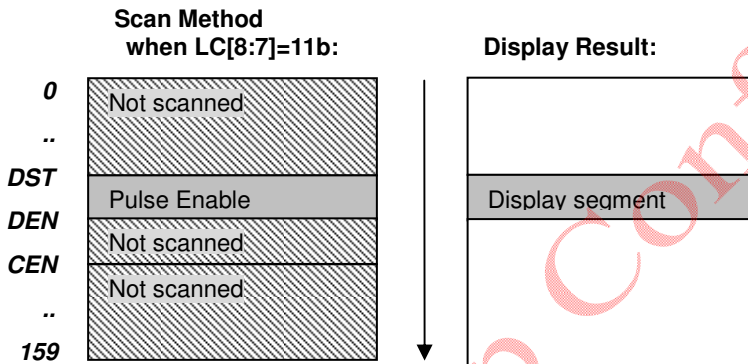 Scan Method
when LC[8:7]=11b:
Display Result:
0
Not scanned
..
DST
Pulse Enable
Display segment
DEN
Not scanned
CEN
Not scanned
..
159